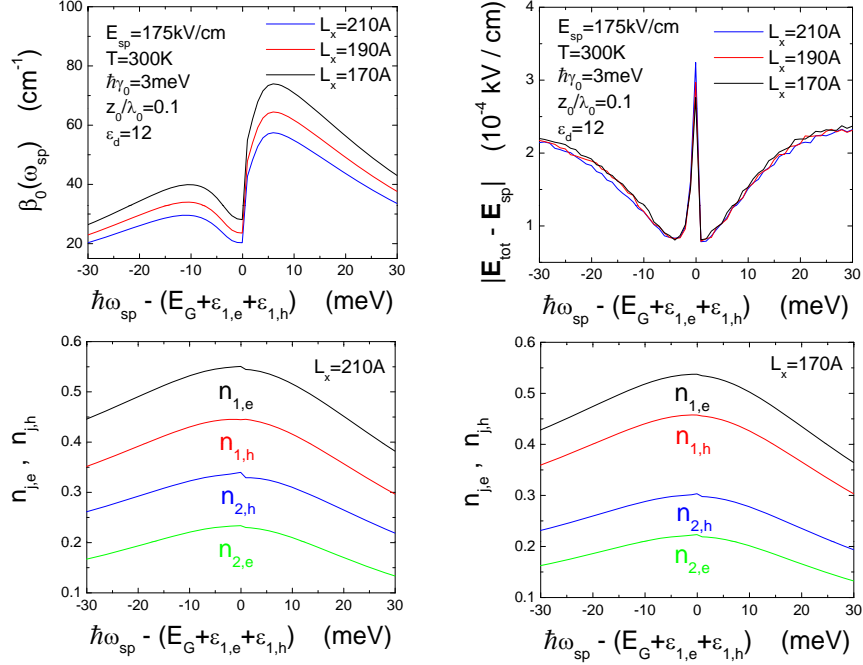 E_sp=175kV/cm
T=300K
ħγ_0=3meV
z_0/λ_0=0.1
ε_d=12
L_x=210A
L_x=190A
L_x=170A
β_0(ω_sp) (cm^-1)
100
80
60
40
20
-30 -20 -10 0 10 20 30
ħω_sp - (E_G+ε_1,e+ε_1,h) (meV)
E_sp=175kV/cm
T=300K
ħγ_0=3meV
z_0/λ_0=0.1
ε_d=12
L_x=210A
L_x=190A
L_x=170A
|E_tot - E_sp| (10^-4 kV / cm)
4
3
2
1
-30 -20 -10 0 10 20 30
ħω_sp - (E_G+ε_1,e+ε_1,h) (meV)
L_x=210A
n_j,e , n_j,h
0.6
0.5
0.4
0.3
0.2
0.1
n_1,e
n_1,h
n_2,h
n_2,e
-30 -20 -10 0 10 20 30
ħω_sp - (E_G+ε_1,e+ε_1,h) (meV)
L_x=170A
n_j,e , n_j,h
0.6
0.5
0.4
0.3
0.2
0.1
n_1,e
n_1,h
n_2,h
n_2,e
-30 -20 -10 0 10 20 30
ħω_sp - (E_G+ε_1,e+ε_1,h) (meV)